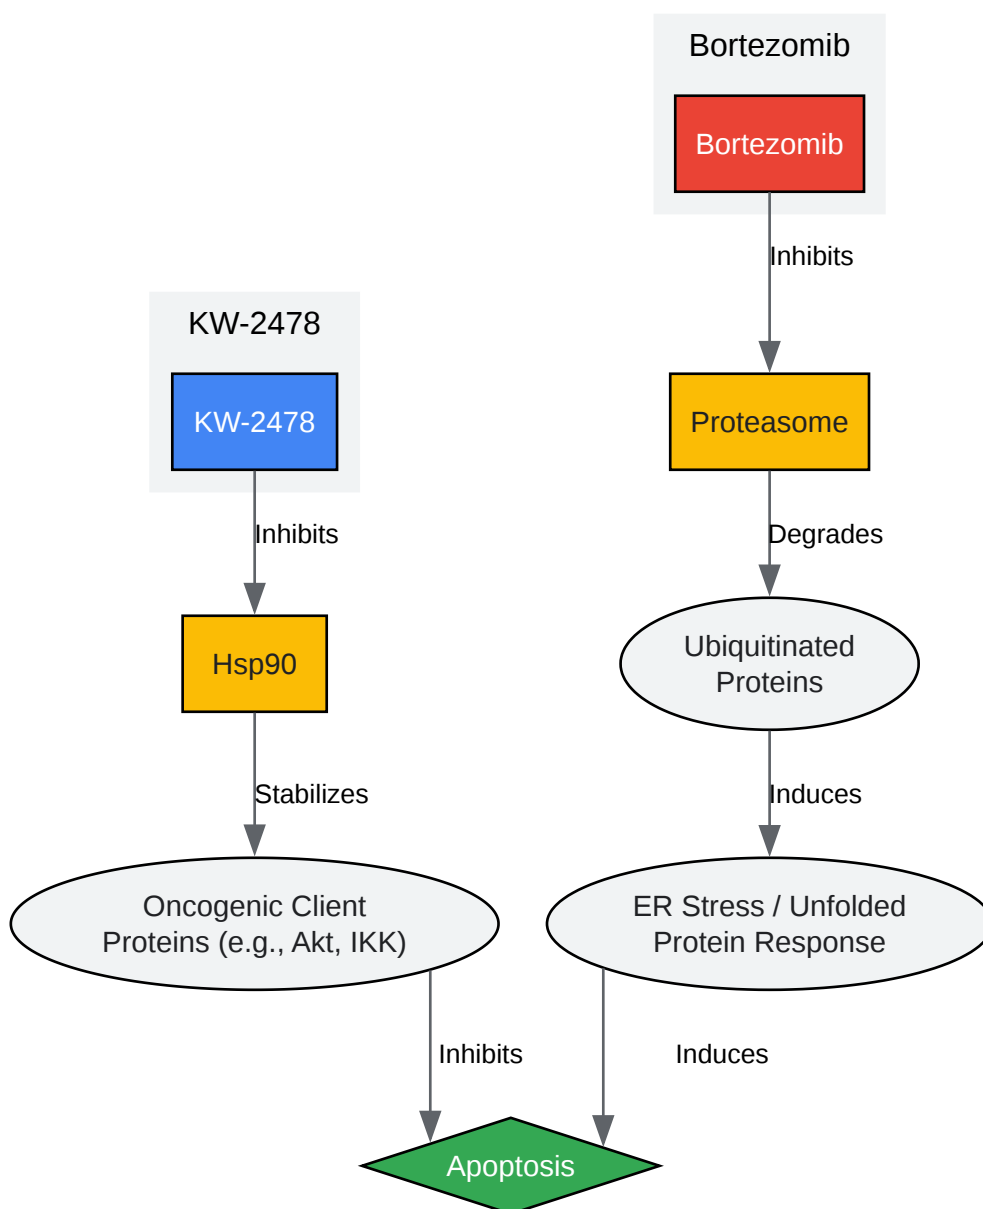 Bortezomib
Bortezomib
Inhibits
KW-2478
KW-2478
Proteasome
Inhibits
Degrades
Hsp90
Ubiquitinated
Proteins
Stabilizes
Induces
Oncogenic Client
Proteins (e.g., Akt, IKK)
ER Stress / Unfolded
Protein Response
Inhibits
Induces
Apoptosis